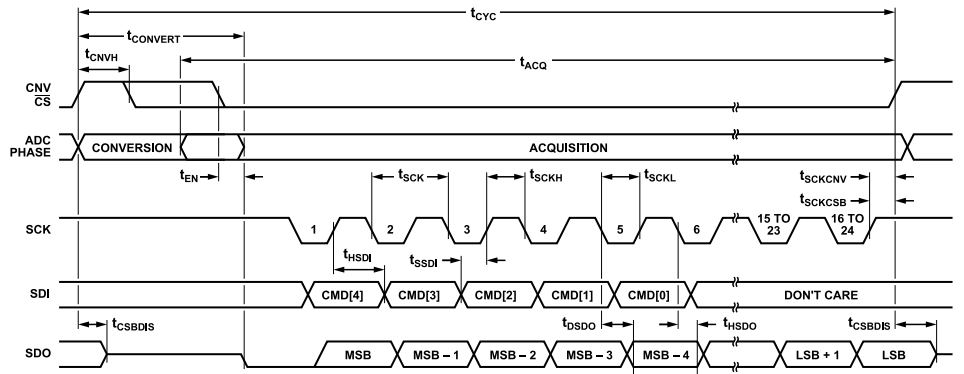 tCYC
tCONVERT
tCNVH
tACQ
CNV
CS
ADC
PHASE
CONVERSION
ACQUISITION
tEN
tSCK
tSCKH
tSCKL
tSCKCNV
tSCKCSB
SCK
1
2
3
4
5
6
15 TO
23
16 TO
24
tHSDI
tSSDI
SDI
CMD[4]
CMD[3]
CMD[2]
CMD[1]
CMD[0]
DON'T CARE
tCSBDIS
tDSDO
tHSDO
tCSBDIS
SDO
MSB
MSB – 1
MSB – 2
MSB – 3
MSB – 4
LSB + 1
LSB